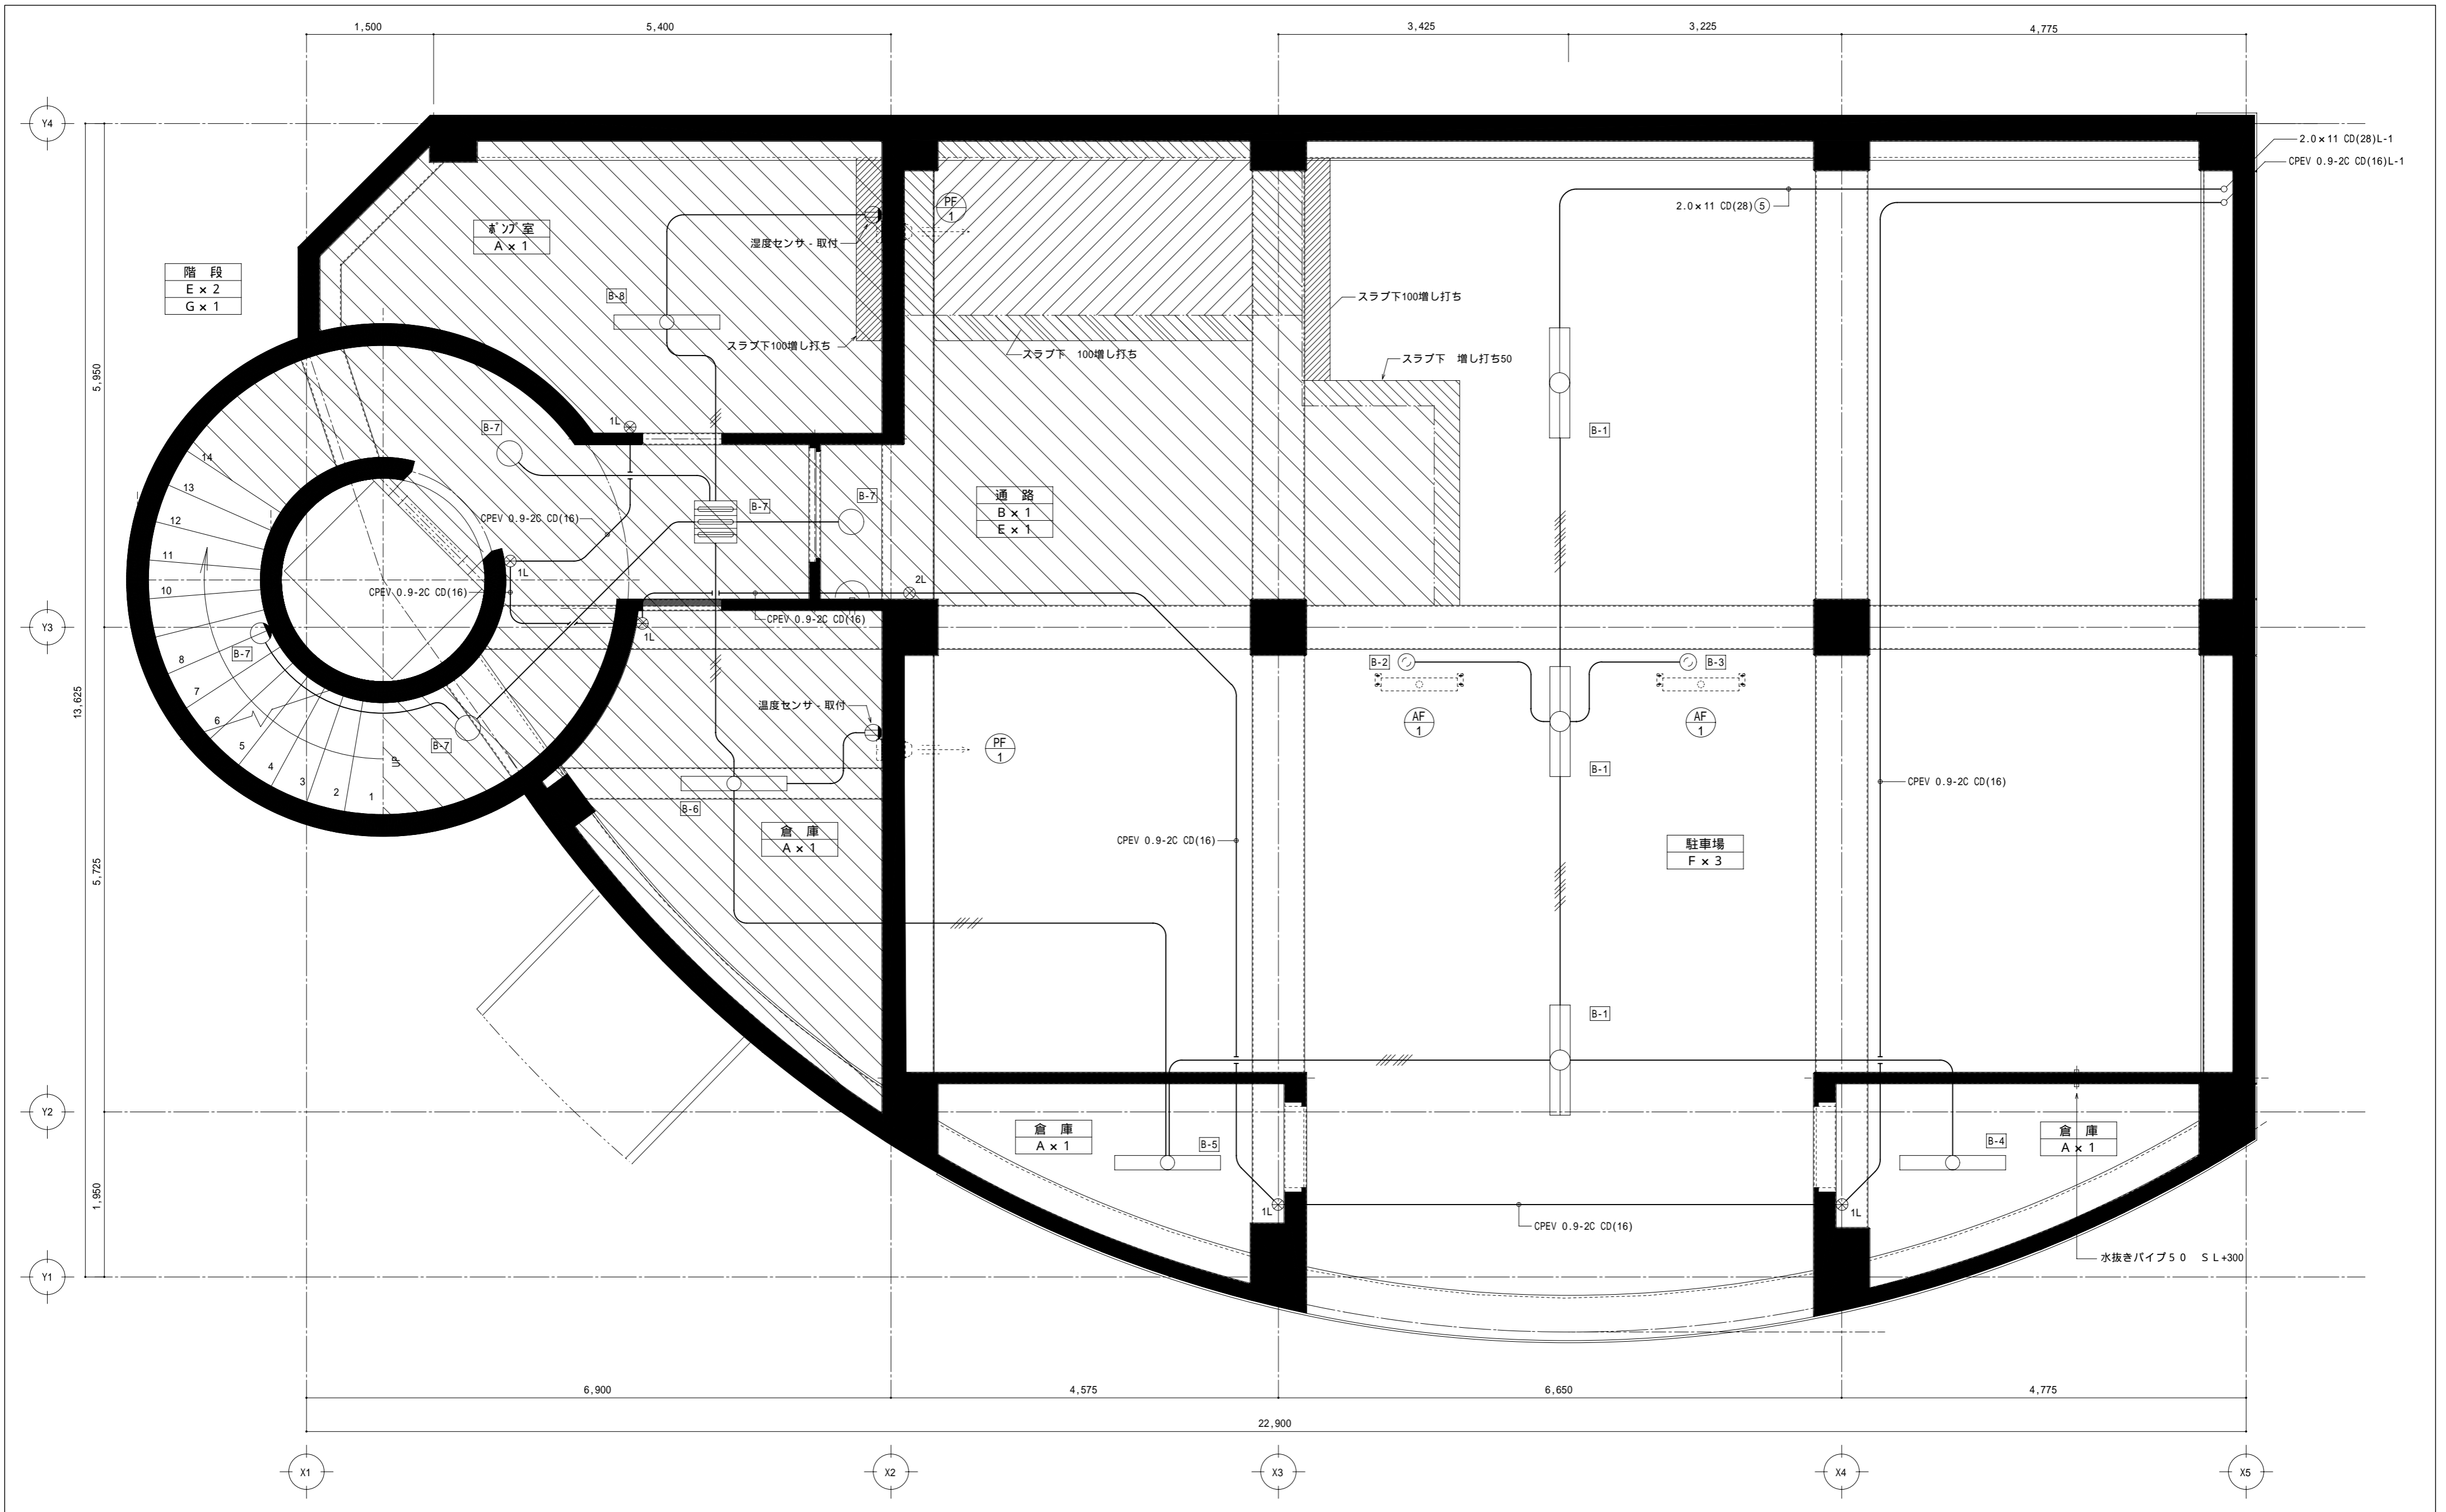 1,500
5,400
3,425
3,225
4,775
Y4
2.0×11 CD(28)L-1
CPEV 0.9-2C CD(16)L-1
PF
1
2.0×11 CD(28)⑤
ポンプ室
A × 1
湿度センサ-取付
階 段
E × 2
G × 1
B-8
スラブ下100増し打ち
スラブ下100増し打ち
スラブ下 100増し打ち
スラブ下 増し打ち50
5,950
B-1
1L
B-7
14
13
12
11
10
B-7
B-7
通 路
B × 1
E × 1
CPEV 0.9-2C CD(16)
1L
CPEV 0.9-2C CD(16)
2L
CPEV 0.9-2C CD(16)
1L
Y3
B-7
8
7
6
5
4
3
2
1
UP
B-7
B-2
B-3
AF
1
AF
1
13,625
温度センサ-取付
PF
1
B-1
CPEV 0.9-2C CD(16)
B-6
倉 庫
A × 1
CPEV 0.9-2C CD(16)
駐車場
F × 3
5,725
B-1
Y2
倉 庫
A × 1
B-5
B-4
倉 庫
A × 1
1,950
1L
1L
CPEV 0.9-2C CD(16)
水抜きパイプ50 SL+300
Y1
6,900
4,575
6,650
4,775
22,900
X1
X2
X3
X4
X5